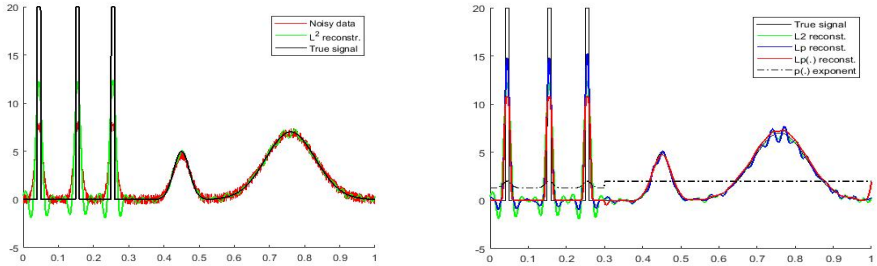 20
15
10
5
0
-5
0 0.1 0.2 0.3 0.4 0.5 0.6 0.7 0.8 0.9 1
Noisy data
L² reconstr.
True signal
20
15
10
5
0
-5
0 0.1 0.2 0.3 0.4 0.5 0.6 0.7 0.8 0.9 1
True signal
L2 reconst.
Lp reconst.
Lp(.) reconst.
p(.) exponent